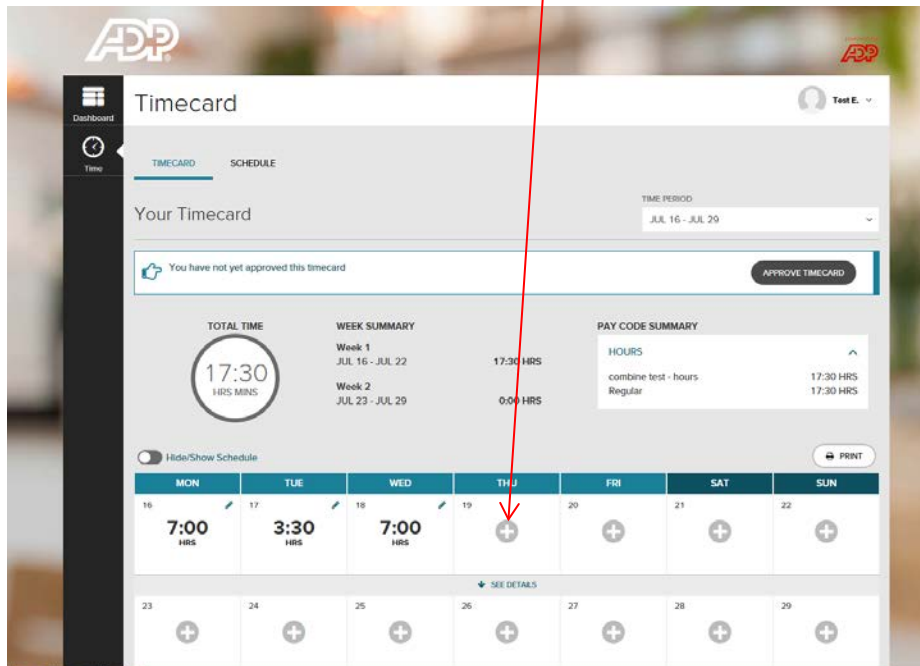 ADP
ADP
Dashboard
Timecard
Test E.
Time
TIMECARD SCHEDULE
Your Timecard
TIME PERIOD
JUL 16 - JUL 29
You have not yet approved this timecard
APPROVE TIMECARD
TOTAL TIME
17:30
HRS MINS
WEEK SUMMARY
Week 1
JUL 16 - JUL 22 17:30 HRS
Week 2
JUL 23 - JUL 29 0:00 HRS
PAY CODE SUMMARY
HOURS
combine test - hours 17:30 HRS
Regular 17:30 HRS
Hide/Show Schedule
PRINT
MON TUE WED THU FRI SAT SUN
16 17 18 19 20 21 22
7:00 3:30 7:00
HRS HRS HRS
SEE DETAILS
23 24 25 26 27 28 29